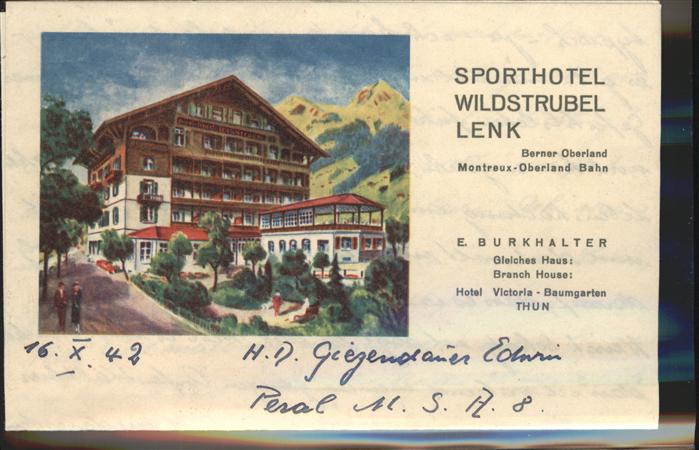 SPORTHOTEL
WILDSTRUBEL
LENK
Berner Oberland
Montreux-Oberland Bahn
E. BURKHALTER
Gleiches Haus:
Branch House:
Hotel Victoria - Baumgarten
THUN
16. X. 42 H. D. Giezendanner Edwin
Peral M. S. A. 8.